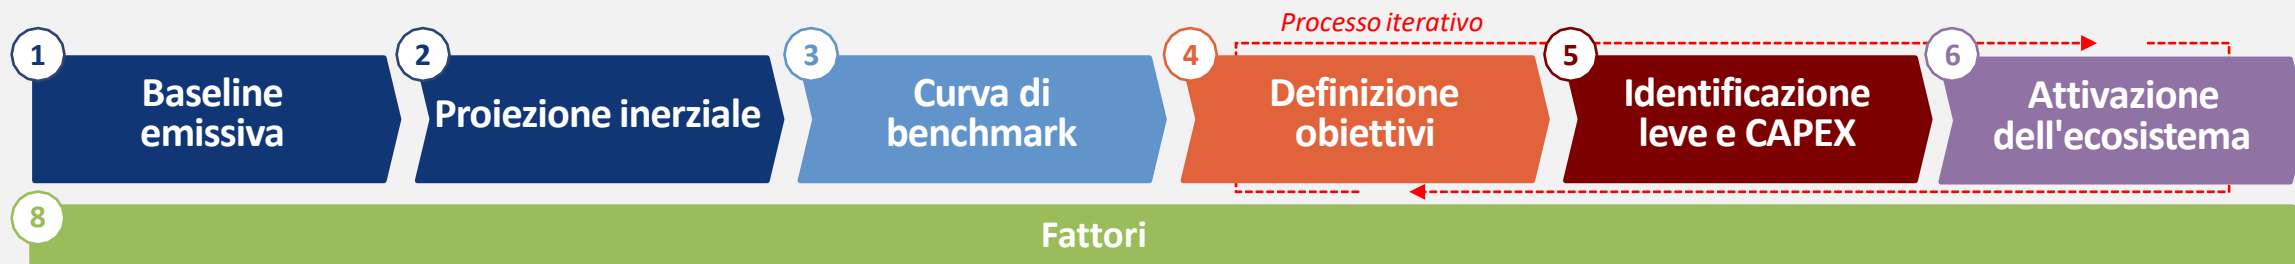 Processo iterativo
1
Baseline
emissiva
2
Proiezione inerziale
3
Curva di
benchmark
4
Definizione
obiettivi
5
Identificazione
leve e CAPEX
6
Attivazione
dell'ecosistema
8
Fattori